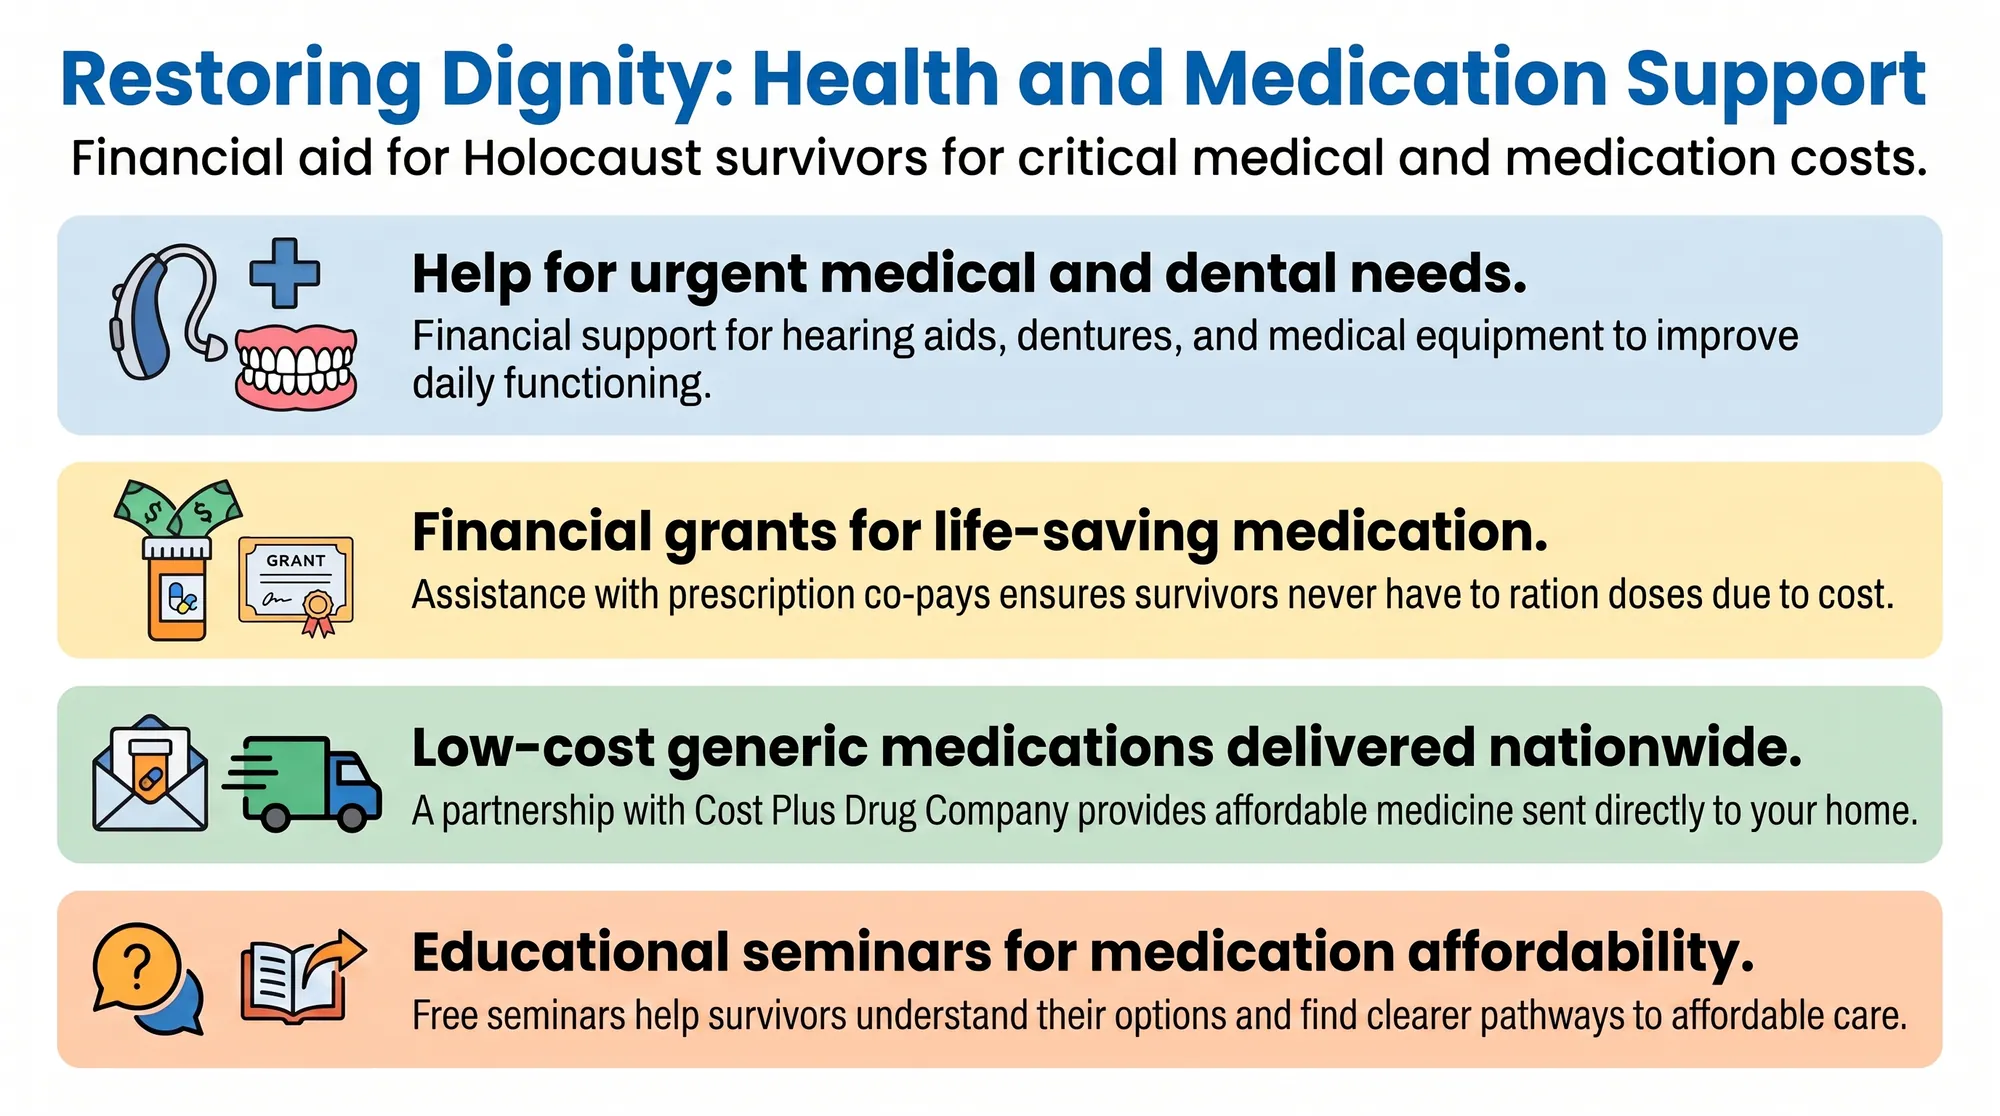 Restoring Dignity: Health and Medication Support
Financial aid for Holocaust survivors for critical medical and medication costs.
Help for urgent medical and dental needs.
Financial support for hearing aids, dentures, and medical equipment to improve
daily functioning.
$ $
GRANT
Financial grants for life-saving medication.
Assistance with prescription co-pays ensures survivors never have to ration doses due to cost.
Low-cost generic medications delivered nationwide.
A partnership with Cost Plus Drug Company provides affordable medicine sent directly to your home.
?
Educational seminars for medication affordability.
Free seminars help survivors understand their options and find clearer pathways to affordable care.